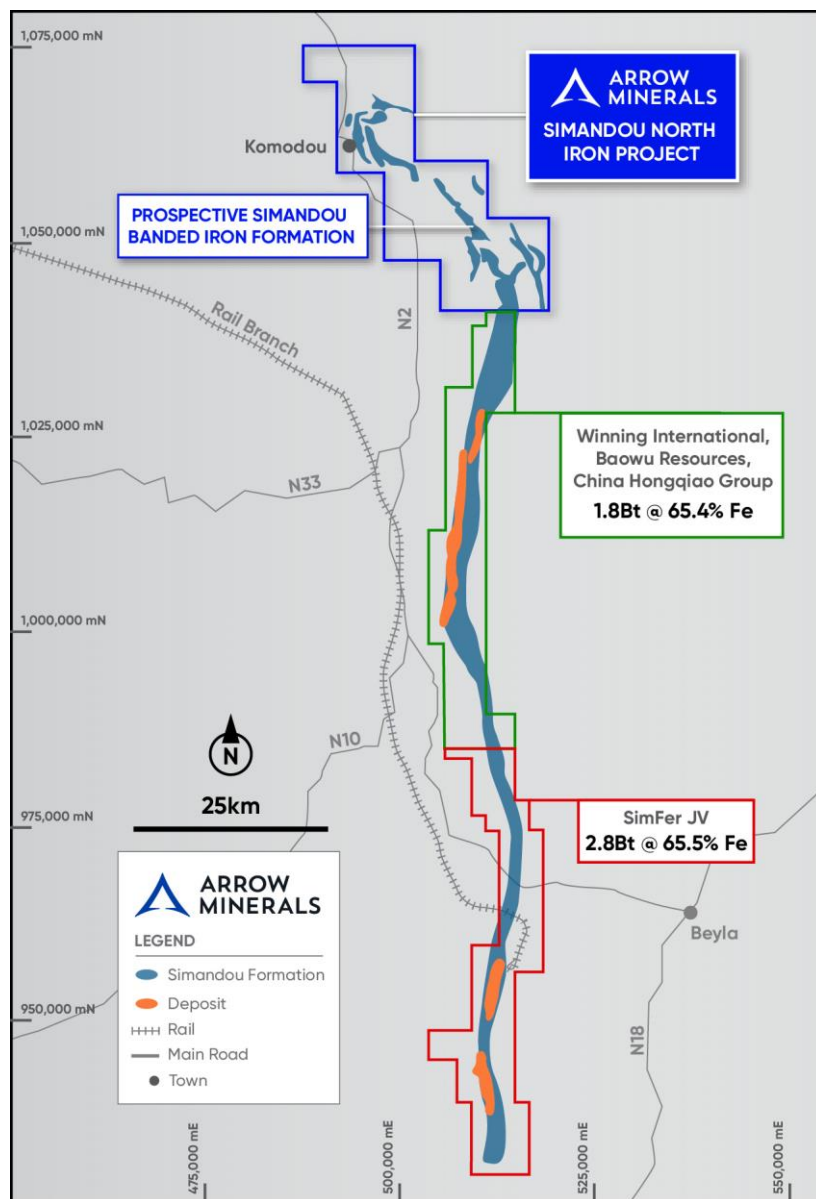 1,075,000 mN
ARROW
MINERALS
SIMANDOU NORTH
IRON PROJECT
Komodou
PROSPECTIVE SIMANDOU
BANDED IRON FORMATION
1,050,000 mN
Rail Branch
N2
1,025,000 mN
Winning International,
Baowu Resources,
China Hongqiao Group
1.8Bt @ 65.4% Fe
N33
1,000,000 mN
N
N10
25km
975,000 mN
SimFer JV
2.8Bt @ 65.5% Fe
ARROW
MINERALS
LEGEND
Simandou Formation
Deposit
Rail
Main Road
Town
Beyla
950,000 mN
N18
475,000 mE
500,000 mE
525,000 mE
550,000 mE